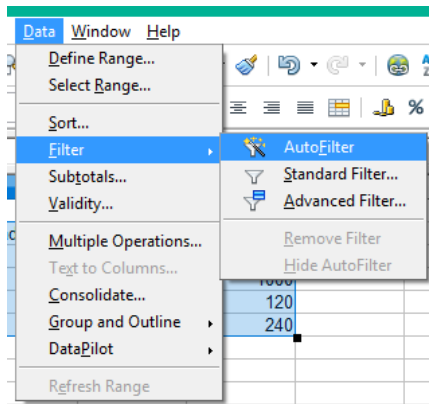 Data Window Help
Define Range...
Select Range...
%
Sort...
Filter
AutoFilter
Subtotals...
Standard Filter...
Validity...
Advanced Filter...
Multiple Operations...
Remove Filter
Text to Columns...
Hide AutoFilter
Consolidate...
120
Group and Outline
240
DataPilot
Refresh Range